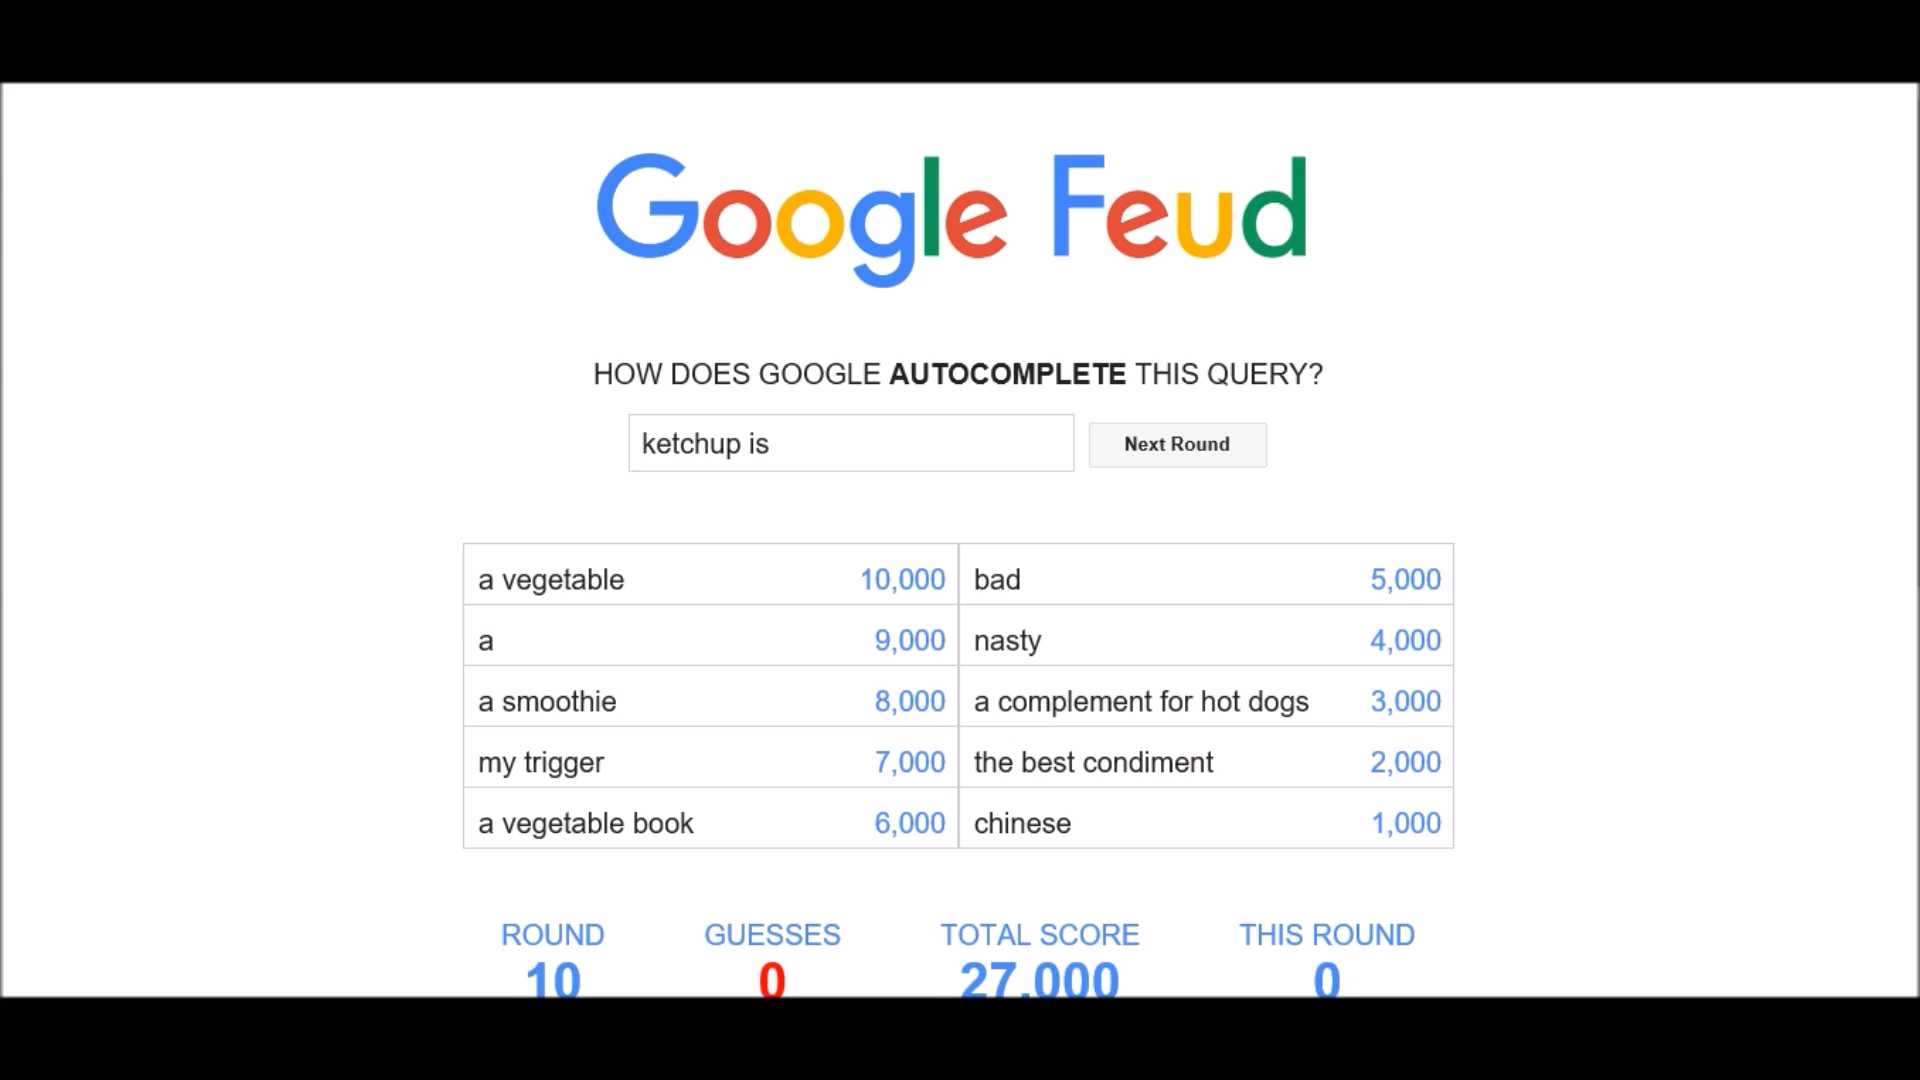 Google Feud
HOW DOES GOOGLE AUTOCOMPLETE THIS QUERY?
ketchup is
Next Round
a vegetable 10,000
a 9,000
a smoothie 8,000
my trigger 7,000
a vegetable book 6,000
bad 5,000
nasty 4,000
a complement for hot dogs 3,000
the best condiment 2,000
chinese 1,000
ROUND GUESSES TOTAL SCORE THIS ROUND
10 0 27,000 0